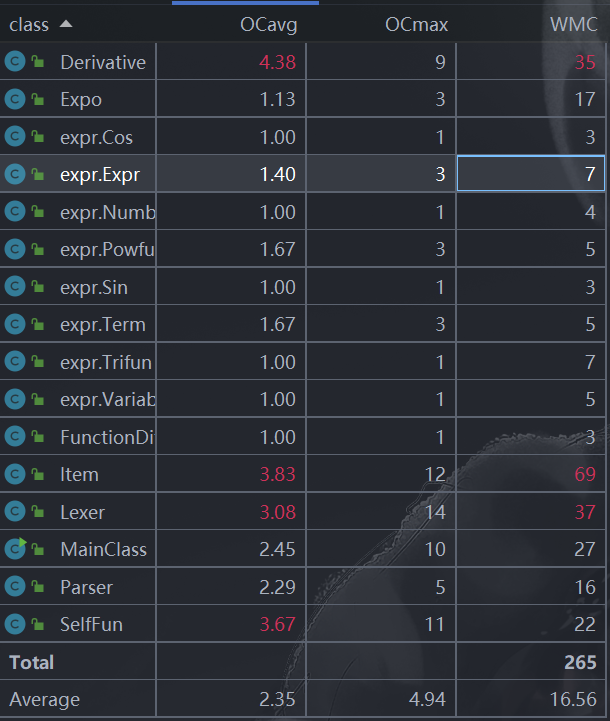 class OCavg OCmax WMC
C Derivative 4.38 9 35
C Expo 1.13 3 17
C expr.Cos 1.00 1 3
C expr.Expr 1.40 3 7
C expr.Numb 1.00 1 4
C expr.Powfu 1.67 3 5
C expr.Sin 1.00 1 3
C expr.Term 1.67 3 5
C expr.Trifun 1.00 1 7
C expr.Variab 1.00 1 5
C FunctionDi 1.00 1 3
C Item 3.83 12 69
C Lexer 3.08 14 37
C MainClass 2.45 10 27
C Parser 2.29 5 16
C SelfFun 3.67 11 22
Total 265
Average 2.35 4.94 16.56